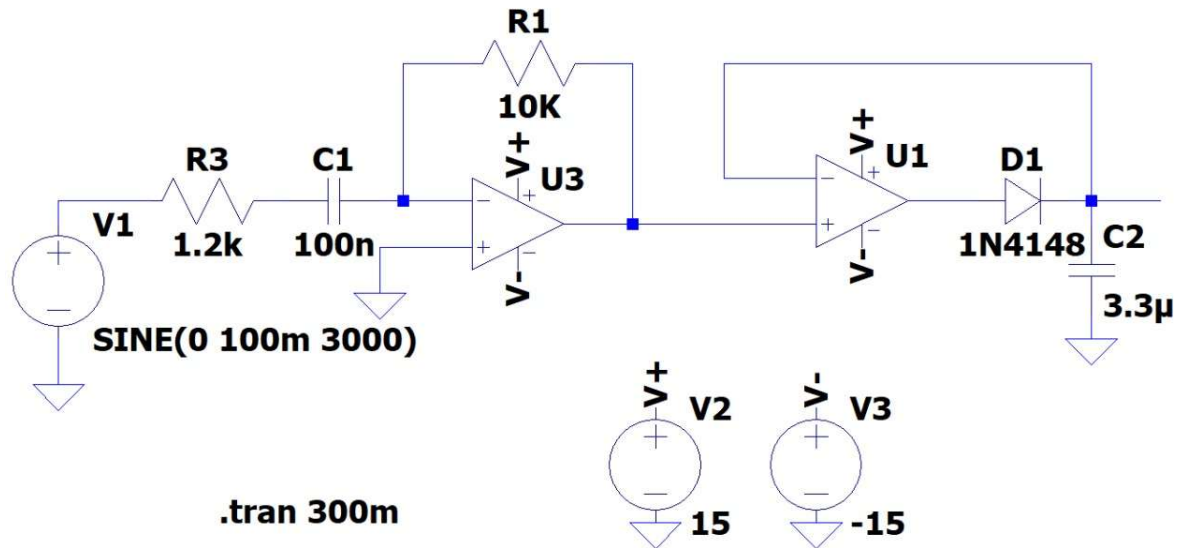 R1
10K
R3
C1
V+
U3
V+
U1
D1
V1
1.2k
100n
1N4148
C2
V-
V-
3.3µ
SINE(0 100m 3000)
V+
V2
V-
V3
.tran 300m
15
-15